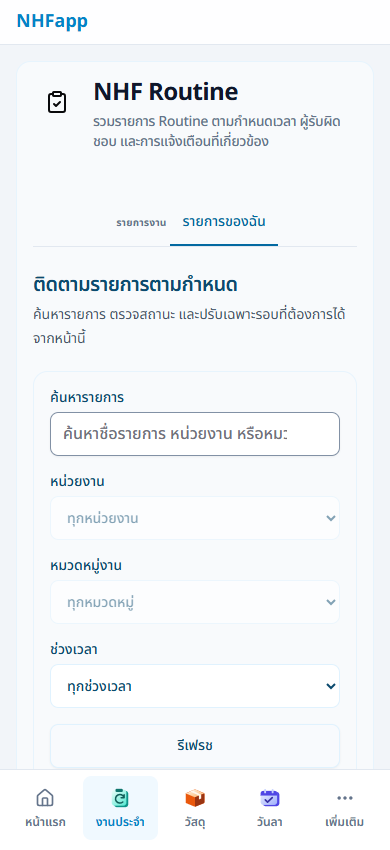 NHFapp
NHF Routine
รวมรายการ Routine ตามกำหนดเวลา ผู้รับผิด
ชอบ และการแจ้งเตือนที่เกี่ยวข้อง
รายการงาน รายการของฉัน
ติดตามรายการตามกำหนด
ค้นหารายการ ตรวจสถานะ และปรับเฉพาะรอบที่ต้องการได้
จากหน้านี้
ค้นหารายการ
ค้นหาชื่อรายการ หน่วยงาน หรือหมว
หน่วยงาน
ทุกหน่วยงาน
หมวดหมู่งาน
ทุกหมวดหมู่
ช่วงเวลา
ทุกช่วงเวลา
รีเฟรช
หน้าแรก งานประจำ วัสดุ วันลา เพิ่มเติม